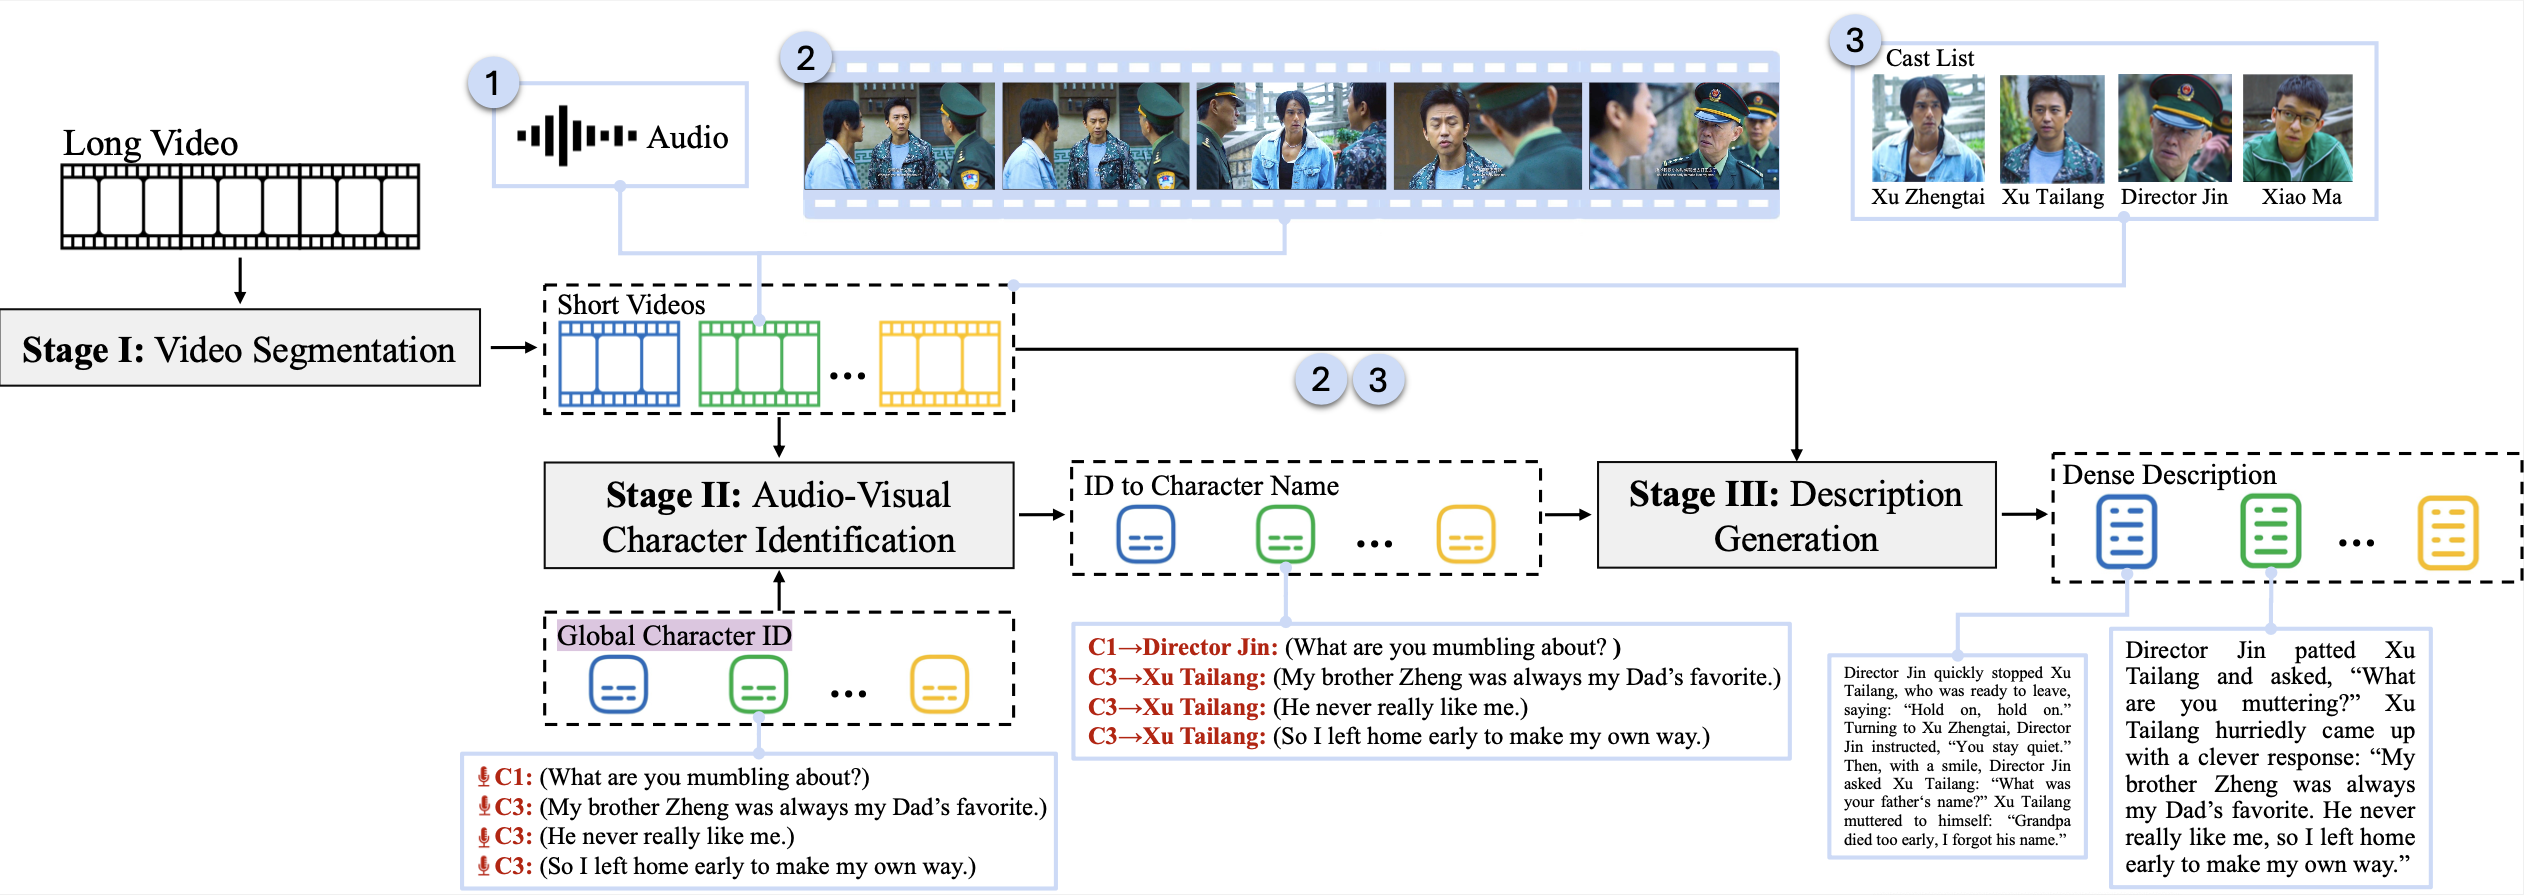 1
Audio
2
3
Cast List
Xu Zhengtai
Xu Tailang
Director Jin
Xiao Ma
Long Video
Stage I: Video Segmentation
Short Videos
...
2
3
Stage II: Audio-Visual
Character Identification
ID to Character Name
...
Stage III: Description
Generation
Dense Description
...
Global Character ID
...
C1: (What are you mumbling about?)
C3: (My brother Zheng was always my Dad’s favorite.)
C3: (He never really like me.)
C3: (So I left home early to make my own way.)
C1→Director Jin: (What are you mumbling about? )
C3→Xu Tailang: (My brother Zheng was always my Dad’s favorite.)
C3→Xu Tailang: (He never really like me.)
C3→Xu Tailang: (So I left home early to make my own way.)
Director Jin quickly stopped Xu
Tailang, who was ready to leave,
saying: “Hold on, hold on.”
Turning to Xu Zhengtai, Director
Jin instructed, “You stay quiet.”
Then, with a smile, Director Jin
asked Xu Tailang: “What was
your father‘s name?” Xu Tailang
muttered to himself: “Grandpa
died too early, I forgot his name.”
Director Jin patted Xu
Tailang and asked, “What
are you muttering?” Xu
Tailang hurriedly came up
with a clever response: “My
brother Zheng was always
my Dad’s favorite. He never
really like me, so I left home
early to make my own way.”